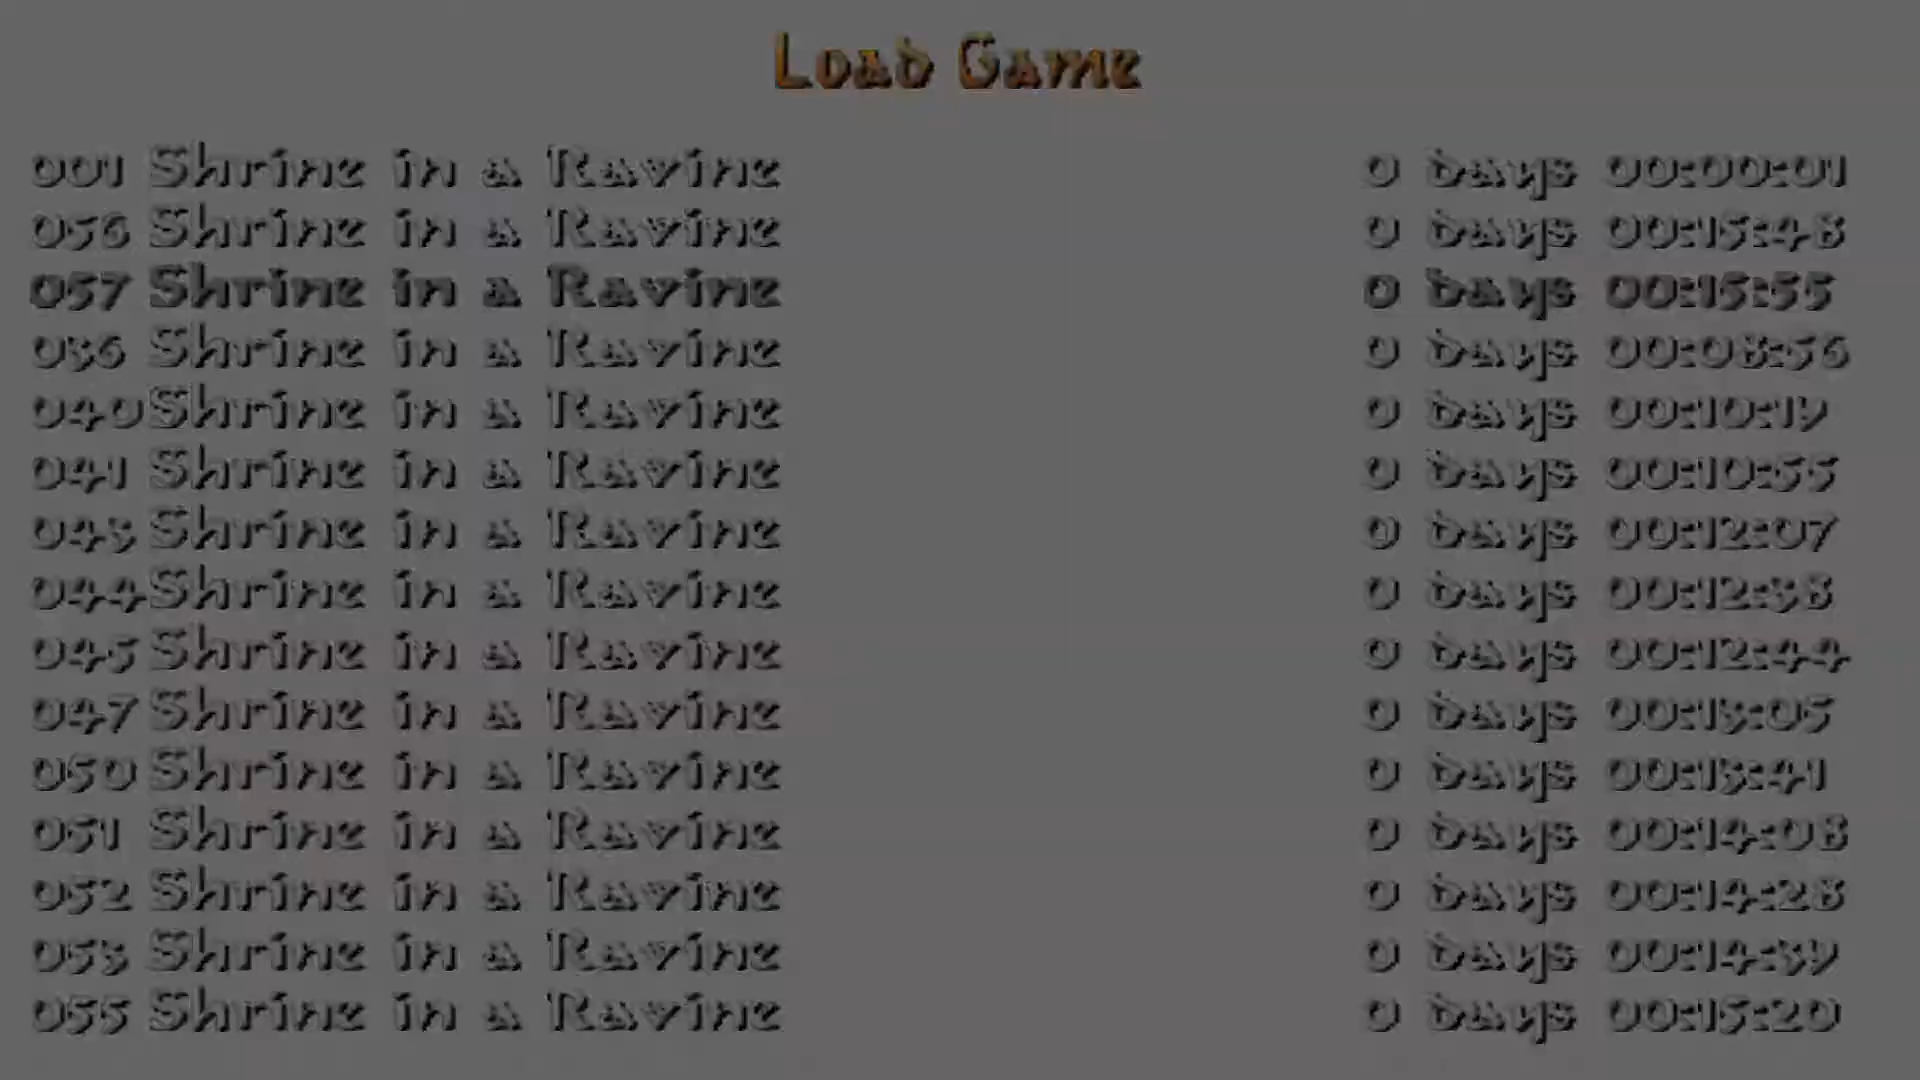 Load Game
001 Shrine in a Ravine 0 days 00:00:01
056 Shrine in a Ravine 0 days 00:15:48
057 Shrine in a Ravine 0 days 00:15:55
036 Shrine in a Ravine 0 days 00:08:56
040 Shrine in a Ravine 0 days 00:10:19
041 Shrine in a Ravine 0 days 00:10:55
043 Shrine in a Ravine 0 days 00:12:07
044 Shrine in a Ravine 0 days 00:12:38
045 Shrine in a Ravine 0 days 00:12:44
047 Shrine in a Ravine 0 days 00:13:05
050 Shrine in a Ravine 0 days 00:13:41
051 Shrine in a Ravine 0 days 00:14:08
052 Shrine in a Ravine 0 days 00:14:28
053 Shrine in a Ravine 0 days 00:14:39
055 Shrine in a Ravine 0 days 00:15:20